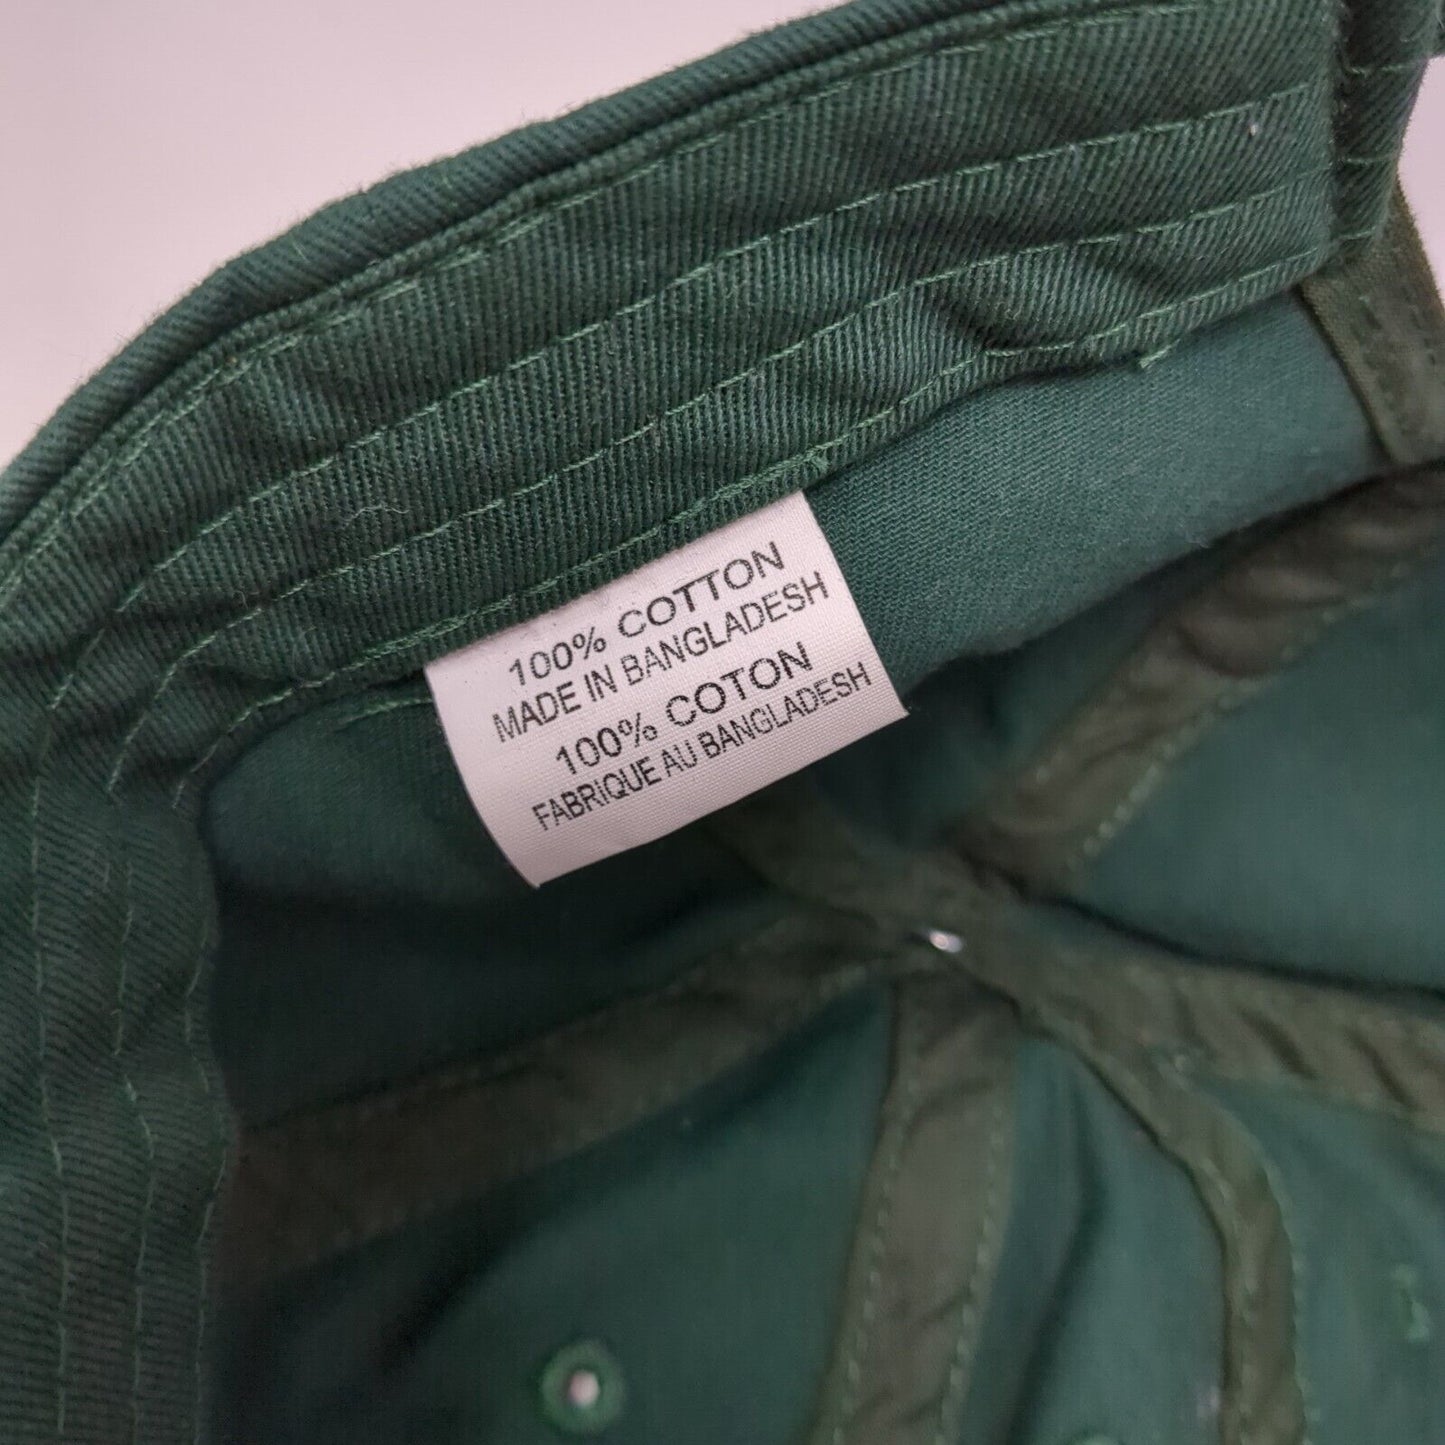 100% COTTON
MADE IN BANGLADESH
100% COTON
FABRIQUE AU BANGLADESH